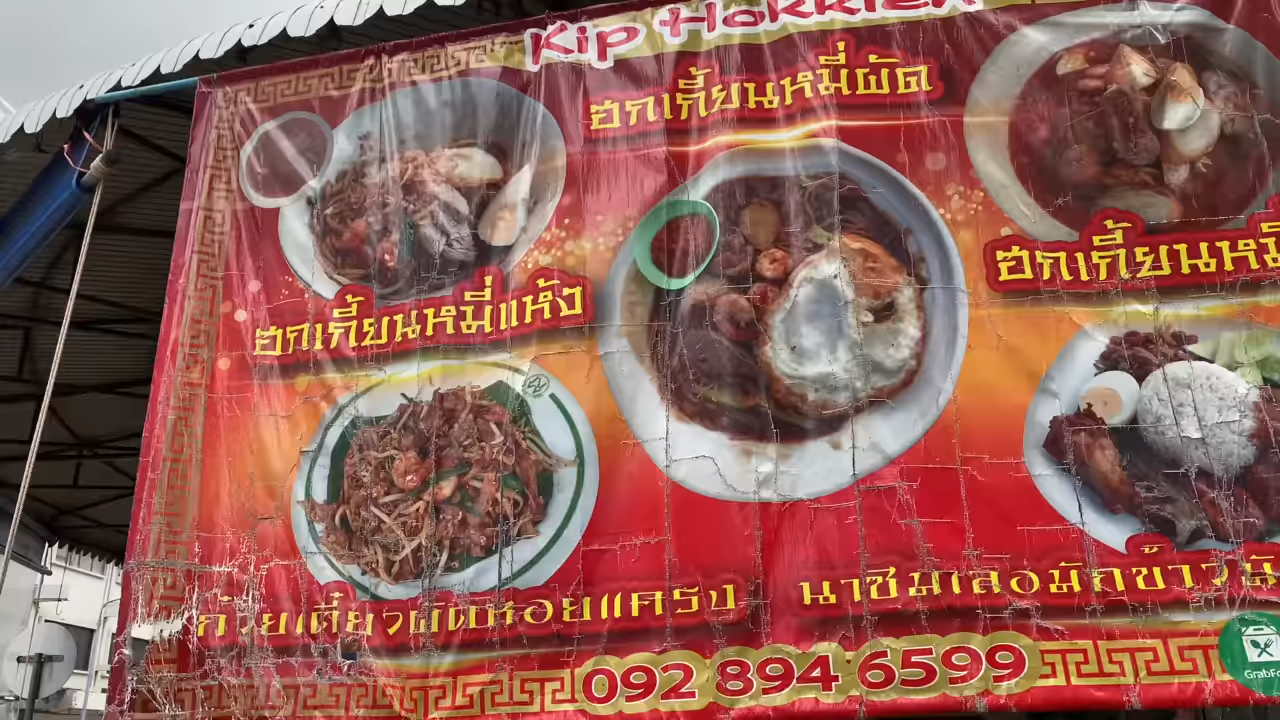 Kip Hokkien
ฮกเกี้ยนหมี่ผัด
ฮกเกี้ยนหมี่แห้ง
ฮกเกี้ยนหมี่
ก๋วยเตี๋ยวผัดหอยแครง
นาซิมาเลอมักข้าวมั
092 894 6599
GrabFo